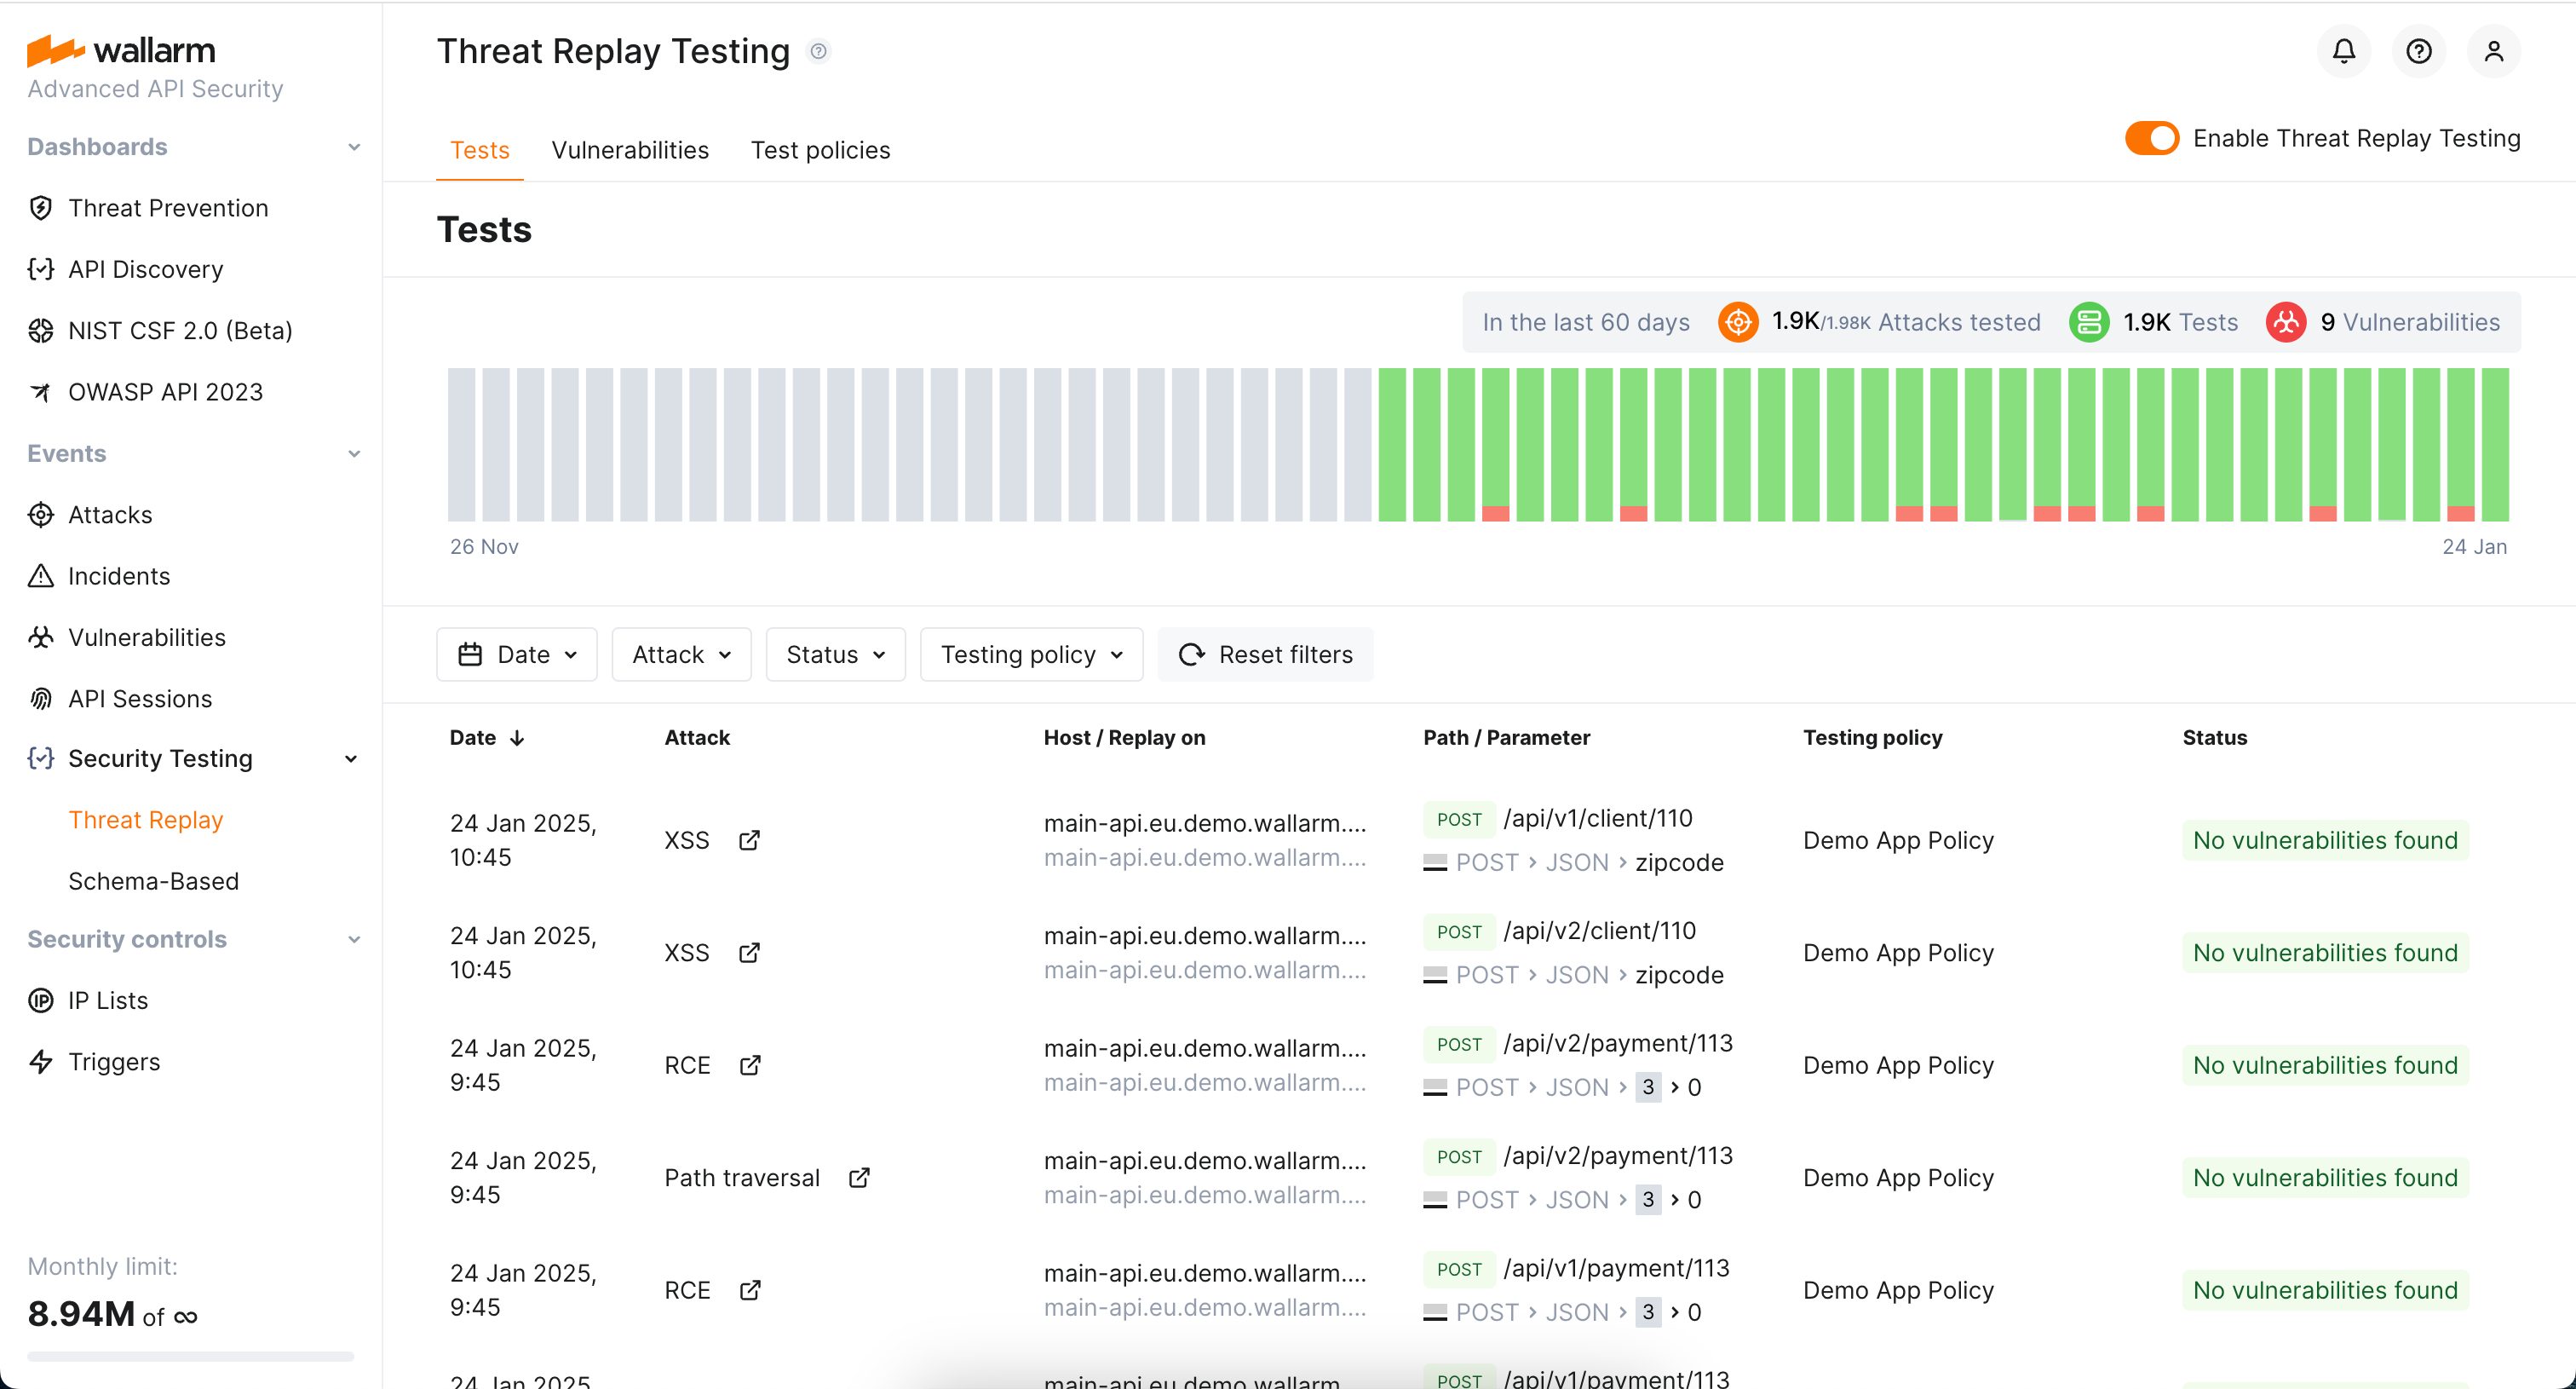 wallarm
Advanced API Security
Dashboards
Threat Prevention
API Discovery
NIST CSF 2.0 (Beta)
OWASP API 2023
Events
Attacks
Incidents
Vulnerabilities
API Sessions
Security Testing
Threat Replay
Schema-Based
Security controls
IP Lists
Triggers
Monthly limit:
8.94M of ∞
Threat Replay Testing
Tests Vulnerabilities Test policies
Enable Threat Replay Testing
Tests
In the last 60 days 1.9K/1.98K Attacks tested 1.9K Tests 9 Vulnerabilities
26 Nov 24 Jan
Date Attack Status Testing policy Reset filters
Date Attack Host / Replay on Path / Parameter Testing policy Status
24 Jan 2025,
10:45
XSS
main-api.eu.demo.wallarm....
main-api.eu.demo.wallarm....
POST /api/v1/client/110
POST › JSON › zipcode
Demo App Policy
No vulnerabilities found
24 Jan 2025,
10:45
XSS
main-api.eu.demo.wallarm....
main-api.eu.demo.wallarm....
POST /api/v2/client/110
POST › JSON › zipcode
Demo App Policy
No vulnerabilities found
24 Jan 2025,
9:45
RCE
main-api.eu.demo.wallarm....
main-api.eu.demo.wallarm....
POST /api/v2/payment/113
POST › JSON › 3 › 0
Demo App Policy
No vulnerabilities found
24 Jan 2025,
9:45
Path traversal
main-api.eu.demo.wallarm....
main-api.eu.demo.wallarm....
POST /api/v2/payment/113
POST › JSON › 3 › 0
Demo App Policy
No vulnerabilities found
24 Jan 2025,
9:45
RCE
main-api.eu.demo.wallarm....
main-api.eu.demo.wallarm....
POST /api/v1/payment/113
POST › JSON › 3 › 0
Demo App Policy
No vulnerabilities found
24 Jan 2025
main-api.eu.demo.wallarm
POST /api/v1/payment/113